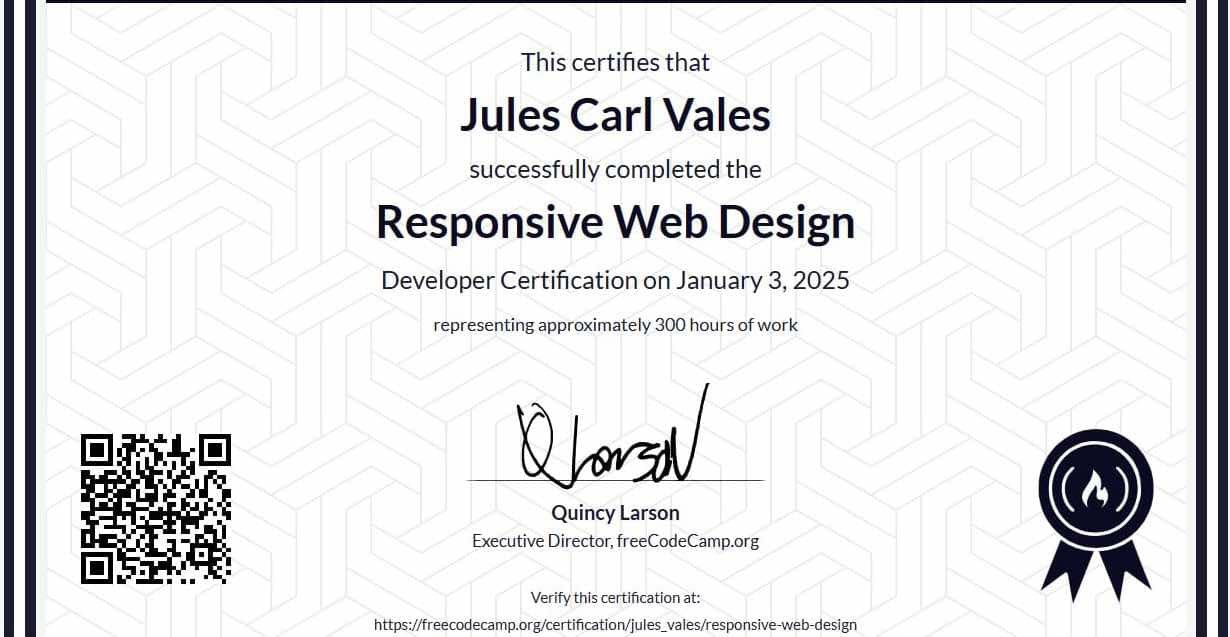 This certifies that
Jules Carl Vales
successfully completed the
Responsive Web Design
Developer Certification on January 3, 2025
representing approximately 300 hours of work
Quincy Larson
Executive Director, freeCodeCamp.org
Verify this certification at:
https://freecodecamp.org/certification/jules_vales/responsive-web-design